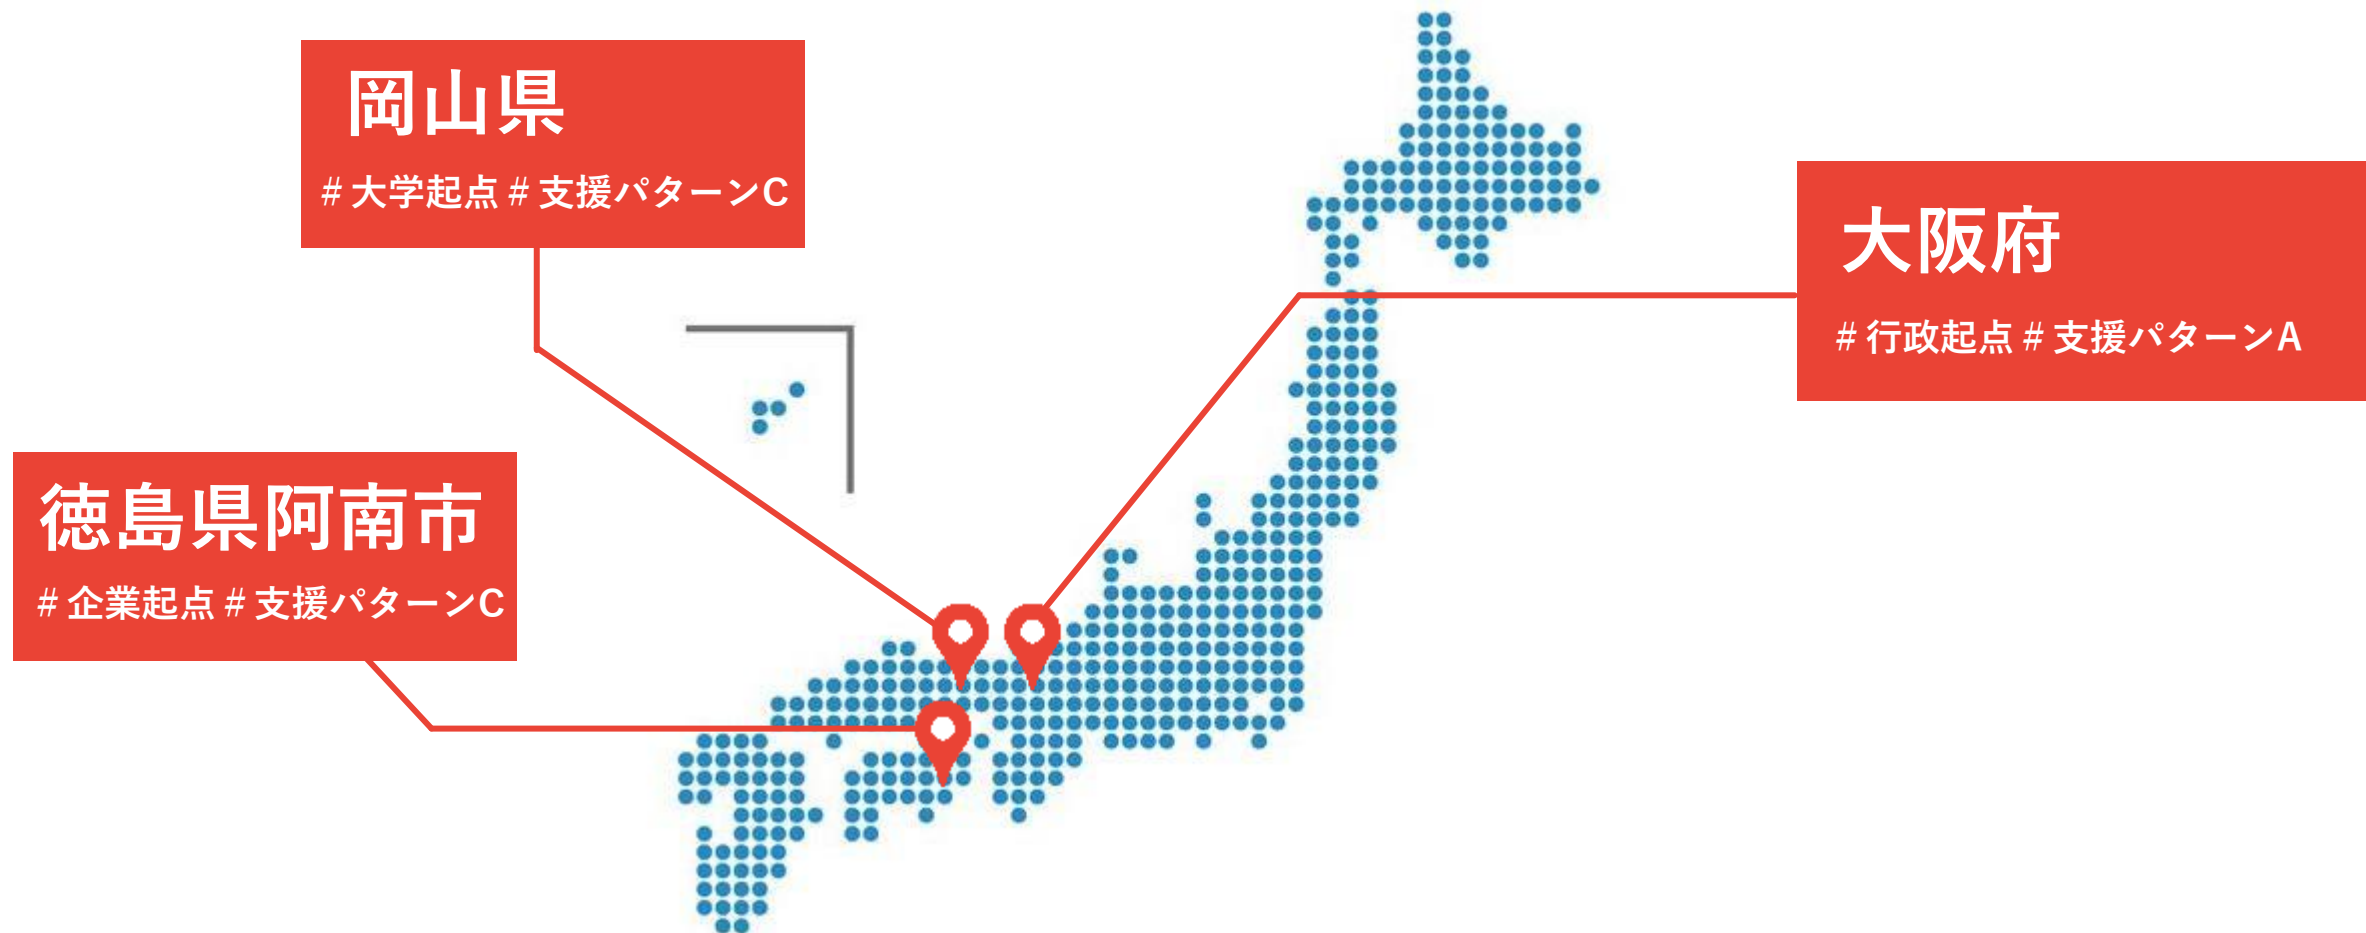 岡山県
# 大学起点 # 支援パターンC
大阪府
# 行政起点 # 支援パターンA
徳島県阿南市
# 企業起点 # 支援パターンC